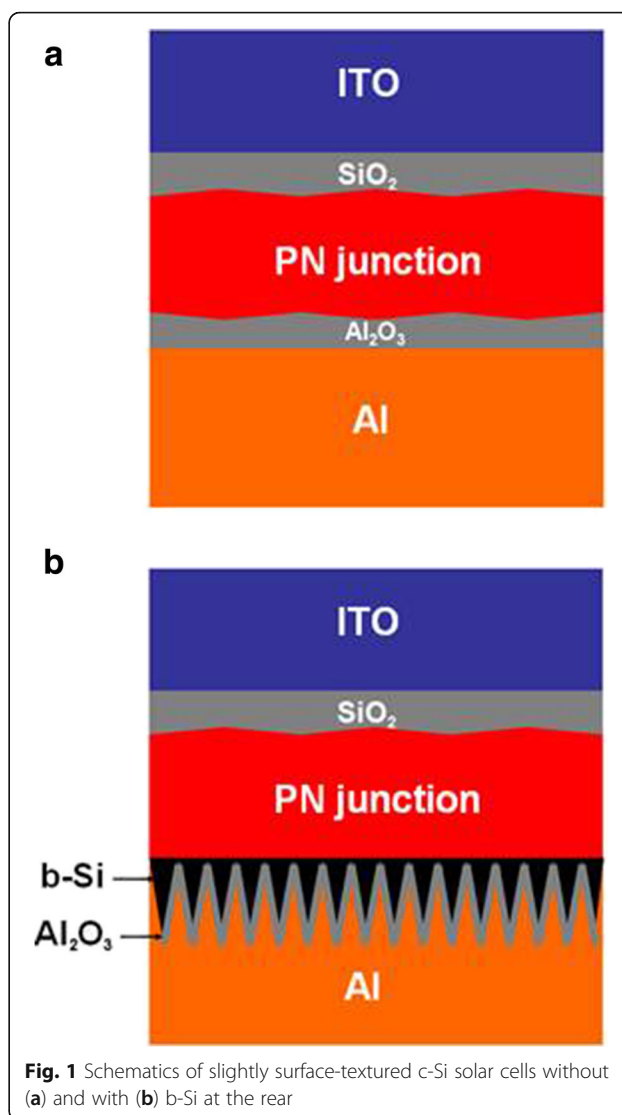 a
ITO
SiO₂
PN junction
Al₂O₃
Al
b
ITO
SiO₂
PN junction
b-Si
Al₂O₃
Al
Fig. 1 Schematics of slightly surface-textured c-Si solar cells without
(a) and with (b) b-Si at the rear